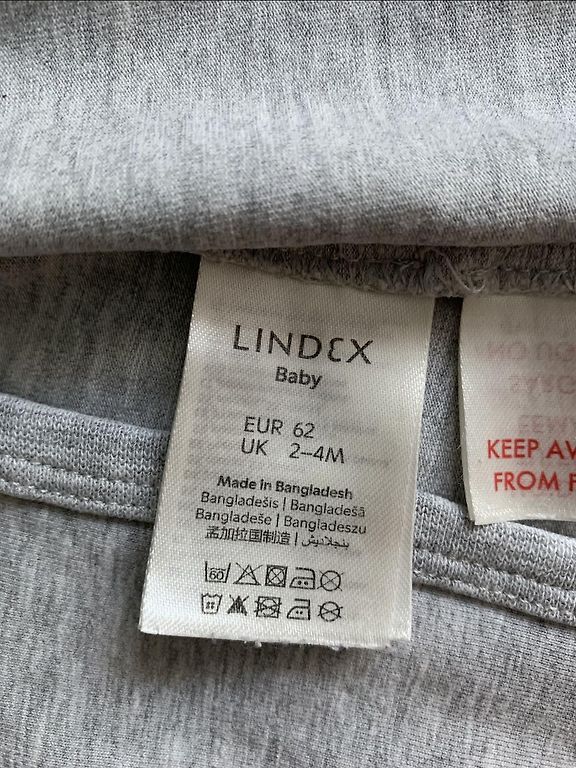 LINDEX
Baby
EUR 62
UK 2–4M
Made in Bangladesh
Bangladešis | Bangladešā
Bangladeše | Bangladeszu
孟加拉国制造 | بنجلاديش
60
KEEP AW
FROM F